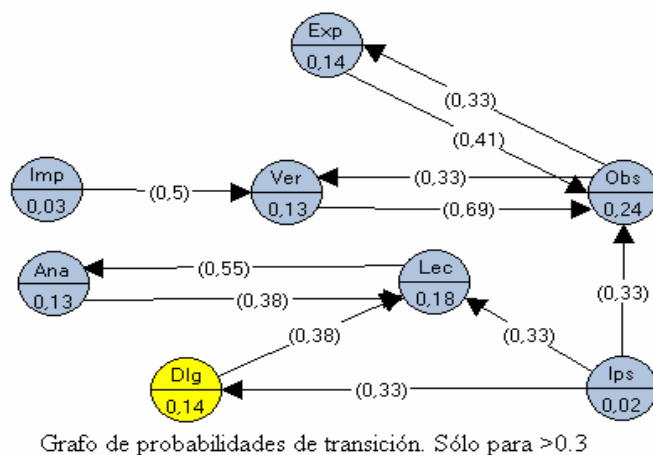 Exp
0,14
(0,33)
(0,41)
Imp
0,03
(0,5)
Ver
0,13
(0,33)
(0,69)
Obs
0,24
Ana
0,13
(0,55)
(0,38)
Lec
0,18
(0,33)
(0,38)
(0,33)
Dlg
0,14
(0,33)
Ips
0,02
Grafo de probabilidades de transición. Sólo para >0.3